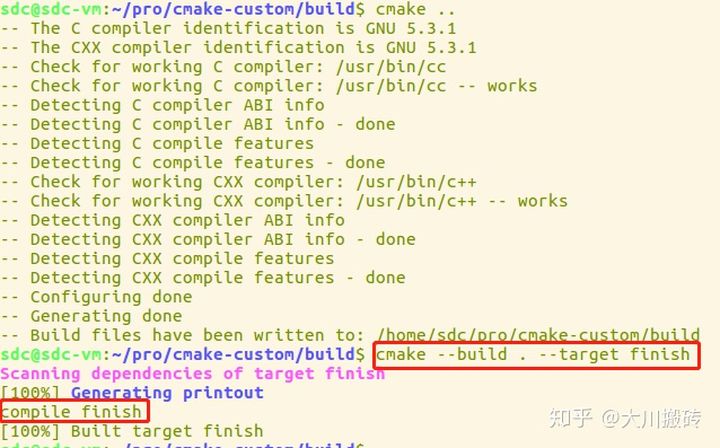 sdc@sdc-vm:~/pro/cmake-custom/build$ cmake ..
-- The C compiler identification is GNU 5.3.1
-- The CXX compiler identification is GNU 5.3.1
-- Check for working C compiler: /usr/bin/cc
-- Check for working C compiler: /usr/bin/cc -- works
-- Detecting C compiler ABI info
-- Detecting C compiler ABI info - done
-- Detecting C compile features
-- Detecting C compile features - done
-- Check for working CXX compiler: /usr/bin/c++
-- Check for working CXX compiler: /usr/bin/c++ -- works
-- Detecting CXX compiler ABI info
-- Detecting CXX compiler ABI info - done
-- Detecting CXX compile features
-- Detecting CXX compile features - done
-- Configuring done
-- Generating done
-- Build files have been written to: /home/sdc/pro/cmake-custom/build
sdc@sdc-vm:~/pro/cmake-custom/build$ cmake --build . --target finish
Scanning dependencies of target finish
[100%] Generating printout
compile finish
[100%] Built target finish
sdc@sdc-vm:~/pro/cmake-custom/build$
知乎 @大川搬砖